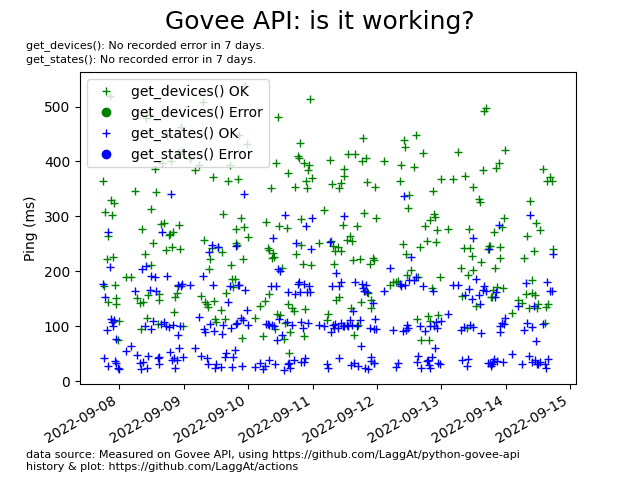 Govee API: is it working?
get_devices(): No recorded error in 7 days.
get_states(): No recorded error in 7 days.
get_devices() OK
get_devices() Error
get_states() OK
get_states() Error
Ping (ms)
500
400
300
200
100
0
2022-09-08
2022-09-09
2022-09-10
2022-09-11
2022-09-12
2022-09-13
2022-09-14
2022-09-15
data source: Measured on Govee API, using https://github.com/LaggAt/python-govee-api
history & plot: https://github.com/LaggAt/actions